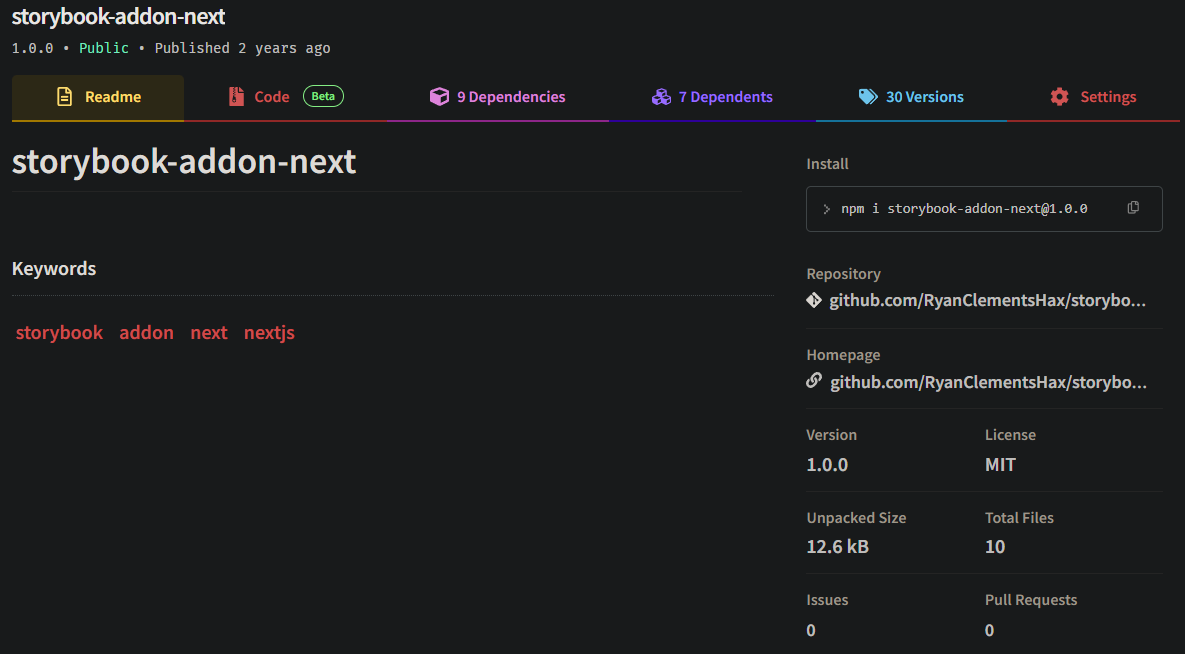 storybook-addon-next
1.0.0 • Public • Published 2 years ago
Readme
Code Beta
9 Dependencies
7 Dependents
30 Versions
Settings
storybook-addon-next
Keywords
storybook addon next nextjs
Install
> npm i storybook-addon-next@1.0.0
Repository
github.com/RyanClementsHax/storybo...
Homepage
github.com/RyanClementsHax/storybo...
Version License
1.0.0 MIT
Unpacked Size Total Files
12.6 kB 10
Issues Pull Requests
0 0